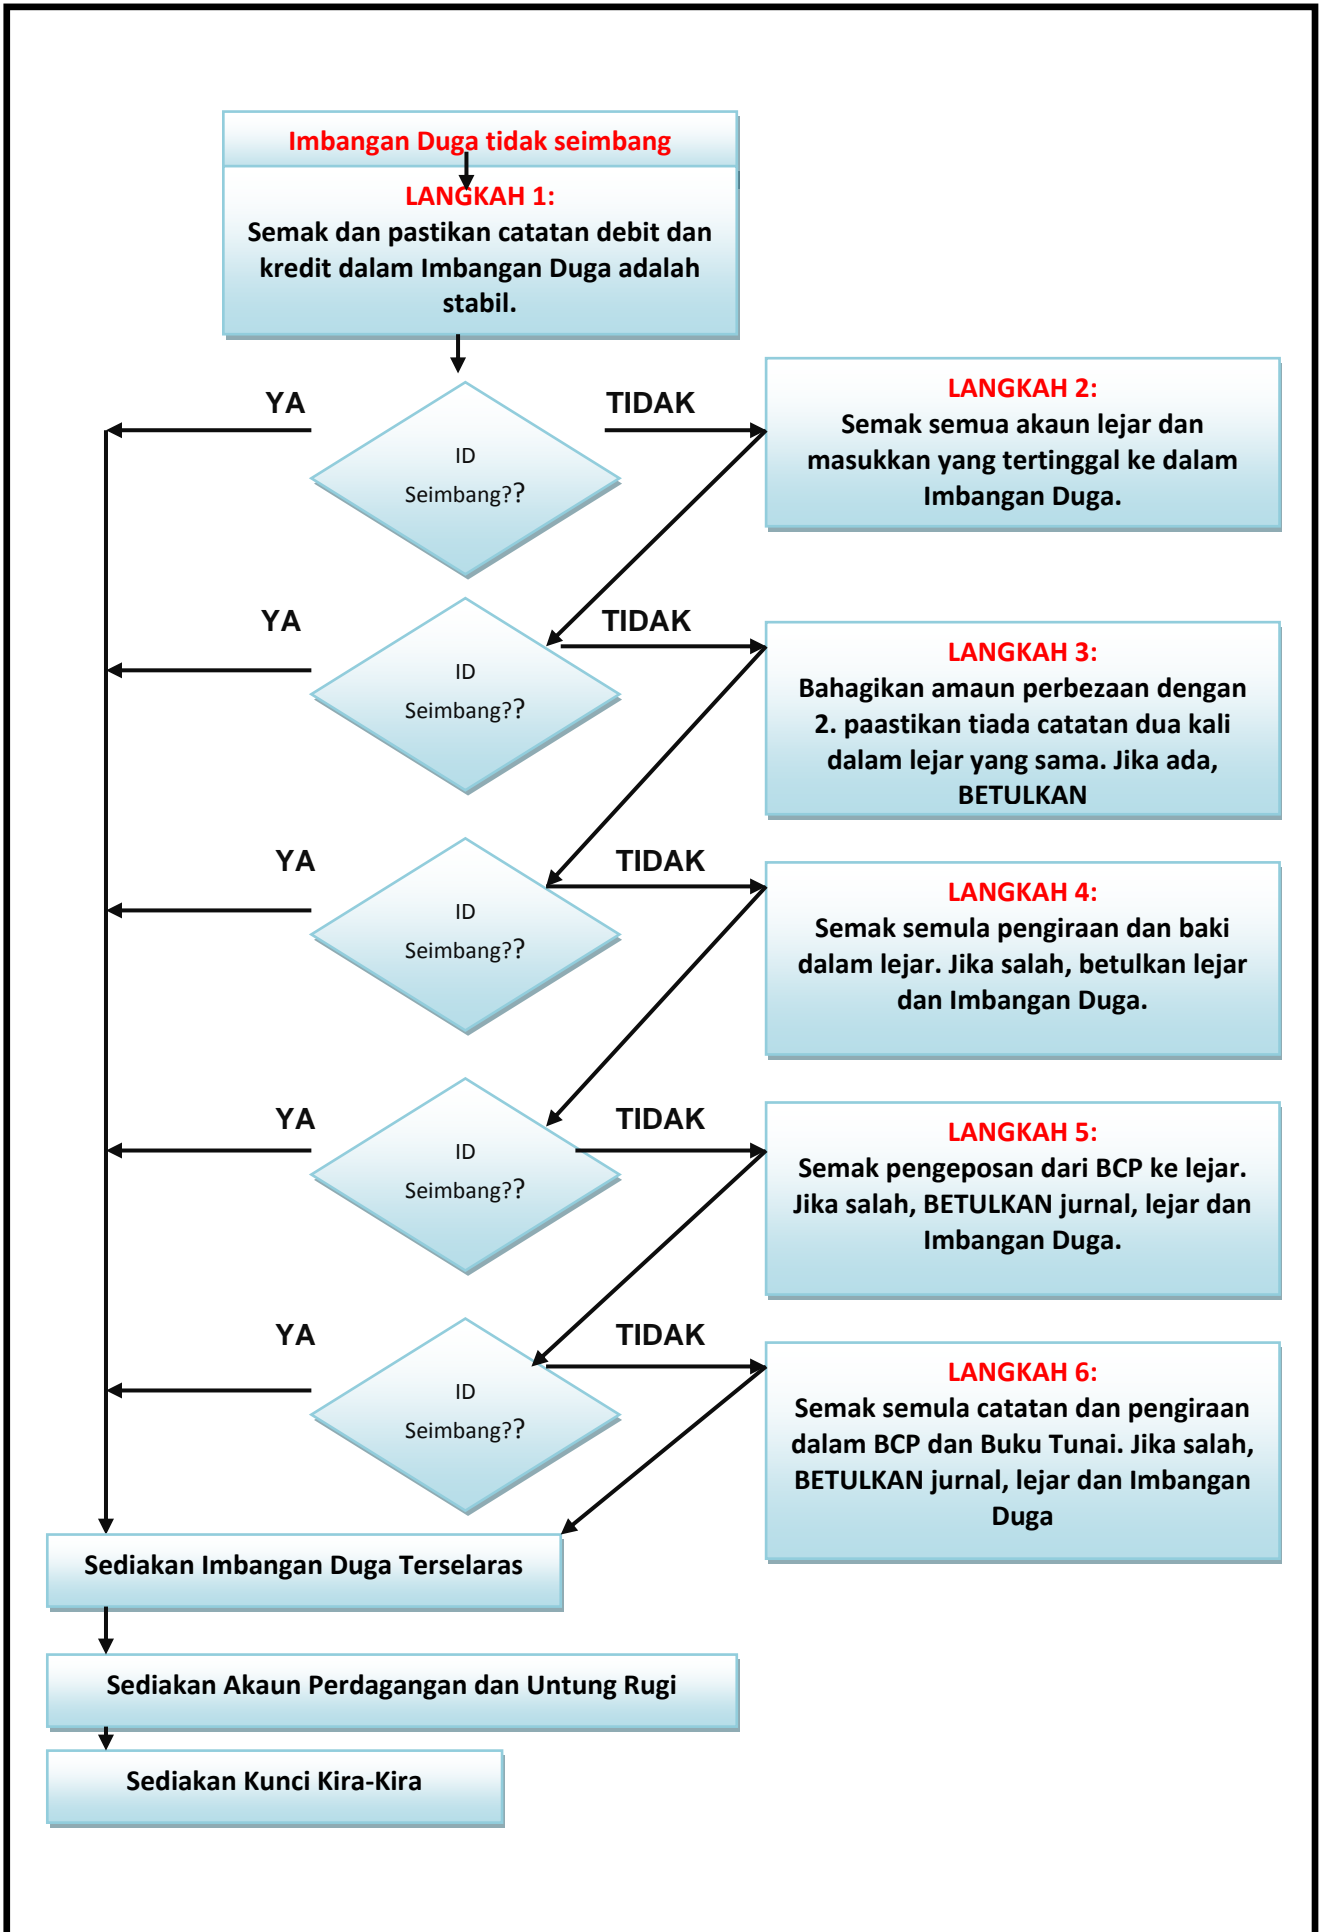 Imbangan Duga tidak seimbang
LANGKAH 1:
Semak dan pastikan catatan debit dan
kredit dalam Imbangan Duga adalah
stabil.
YA
TIDAK
ID
Seimbang??
LANGKAH 2:
Semak semua akaun lejar dan
masukkan yang tertinggal ke dalam
Imbangan Duga.
YA
TIDAK
ID
Seimbang??
LANGKAH 3:
Bahagikan amaun perbezaan dengan
2. paastikan tiada catatan dua kali
dalam lejar yang sama. Jika ada,
BETULKAN
YA
TIDAK
ID
Seimbang??
LANGKAH 4:
Semak semula pengiraan dan baki
dalam lejar. Jika salah, betulkan lejar
dan Imbangan Duga.
YA
TIDAK
ID
Seimbang??
LANGKAH 5:
Semak pengeposan dari BCP ke lejar.
Jika salah, BETULKAN jurnal, lejar dan
Imbangan Duga.
YA
TIDAK
ID
Seimbang??
LANGKAH 6:
Semak semula catatan dan pengiraan
dalam BCP dan Buku Tunai. Jika salah,
BETULKAN jurnal, lejar dan Imbangan
Duga
Sediakan Imbangan Duga Terselaras
Sediakan Akaun Perdagangan dan Untung Rugi
Sediakan Kunci Kira-Kira